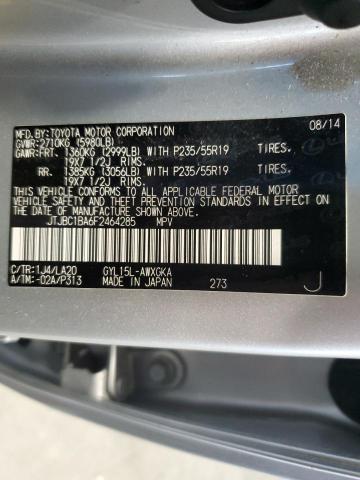 MFD.BY:TOYOTA MOTOR CORPORATION 08/14
GVWR:2710KG (5980LB)
GAWR:FRT. 1360KG (2999LB) WITH P235/55R19 TIRES.
19X7 1/2J RIMS.
RR. 1385KG (3056LB) WITH P235/55R19 TIRES.
19X7 1/2J RIMS.
THIS VEHICLE CONFORMS TO ALL APPLICABLE FEDERAL MOTOR
VEHICLE SAFETY STANDARDS IN EFFECT ON THE DATE OF
MANUFACTURE SHOWN ABOVE.
JTJBC1BA6F2464285 MPV
C/TR:1J4/LA20 GYL15L-AWXGKA
A/TM:-02A/P313 MADE IN JAPAN 273 J